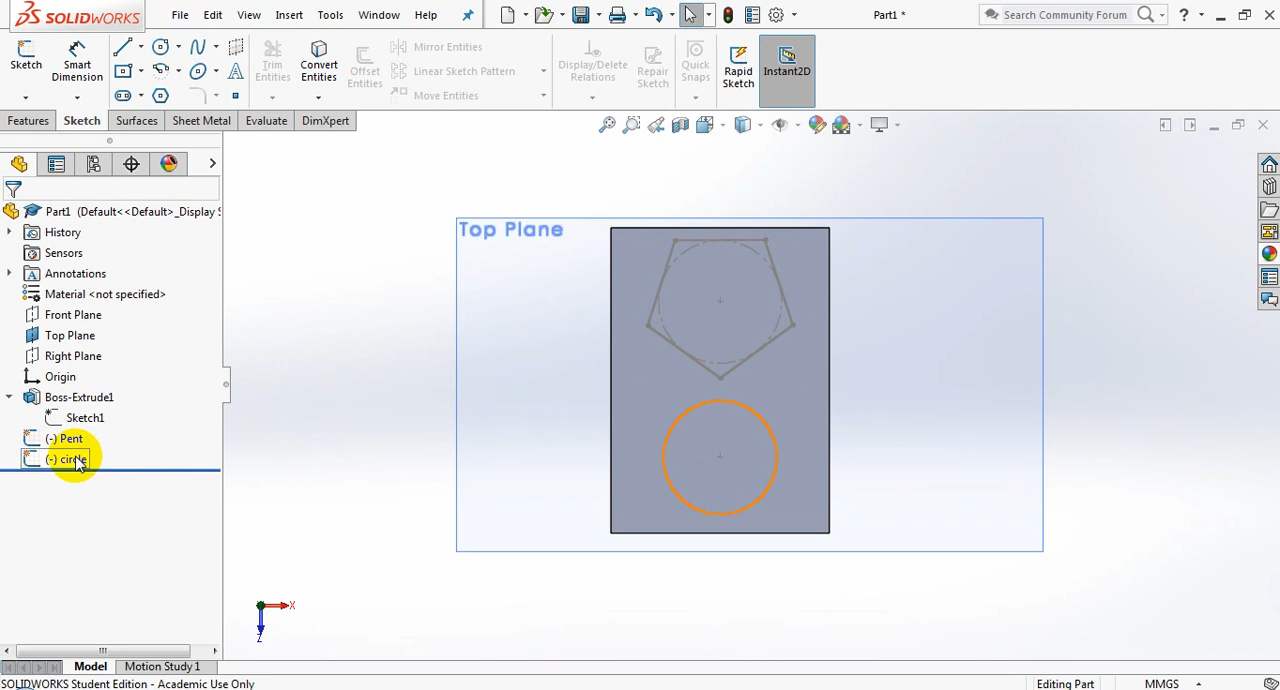 SOLIDWORKS File Edit View Insert Tools Window Help Part1 * Search Community Forum ?
Sketch
Smart Dimension
Trim Entities
Convert Entities
Offset Entities
Mirror Entities
Linear Sketch Pattern
Move Entities
Display/Delete Relations
Repair Sketch
Quick Snaps
Rapid Sketch
Instant2D
Features Sketch Surfaces Sheet Metal Evaluate DimXpert
Part1 (Default<<Default>_Display S
History
Sensors
Annotations
Material <not specified>
Front Plane
Top Plane
Right Plane
Origin
Boss-Extrude1
Sketch1
(-) Pent
(-) circle
Top Plane
X
Z
Model Motion Study 1
SOLIDWORKS Student Edition - Academic Use Only Editing Part MMGS